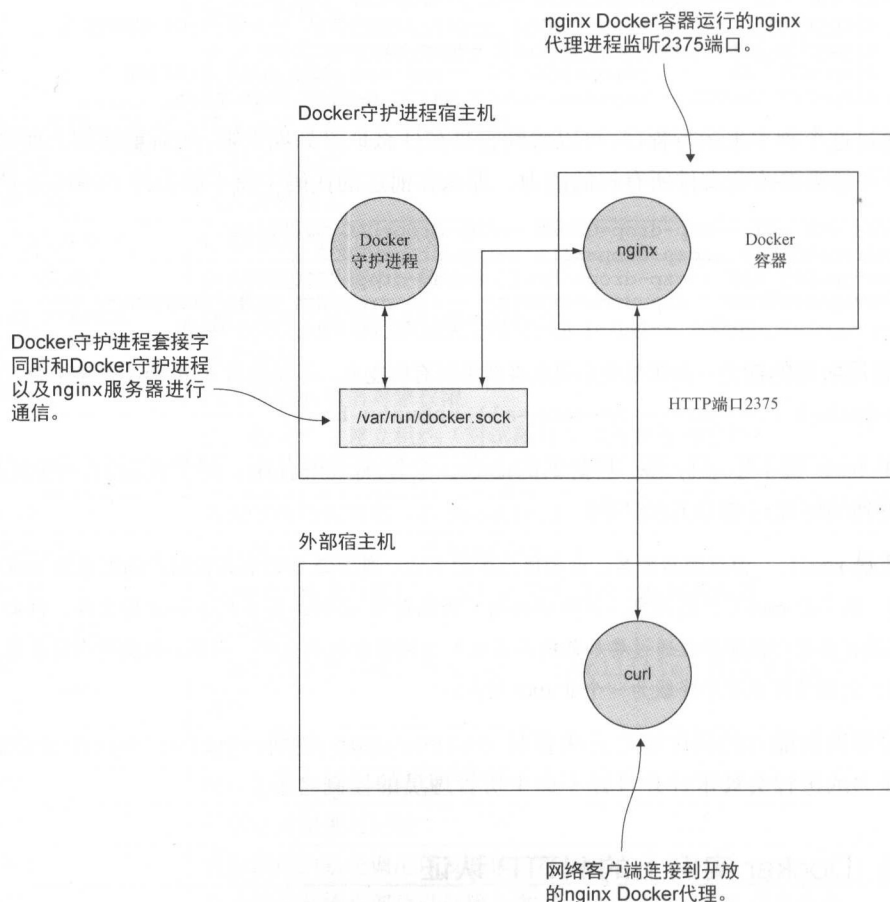 nginx Docker容器运行的nginx
代理进程监听2375端口。
Docker守护进程宿主机
Docker
守护进程
nginx
Docker
容器
Docker守护进程套接字
同时和Docker守护进程
以及nginx服务器进行
通信。
/var/run/docker.sock
HTTP端口2375
外部宿主机
curl
网络客户端连接到开放
的nginx Docker代理。